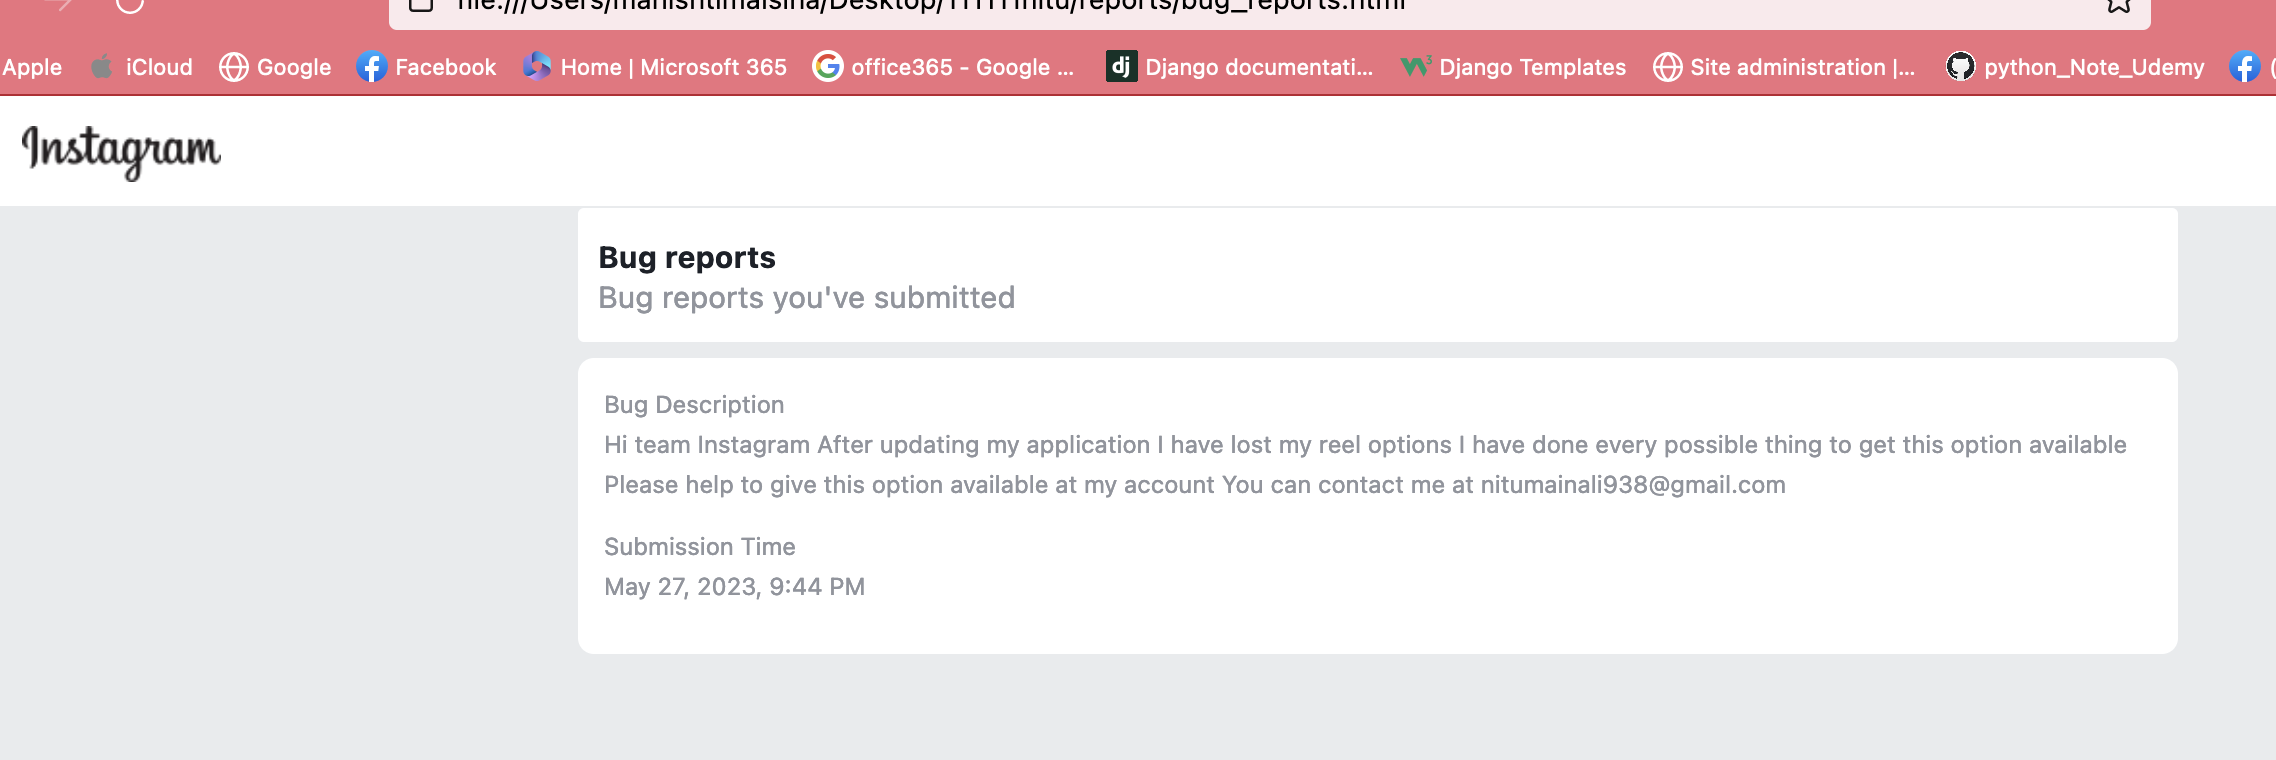 Apple iCloud Google Facebook Home | Microsoft 365 office365 - Google ... Django documentati... Django Templates Site administration |... python_Note_Udemy
Instagram
Bug reports
Bug reports you've submitted
Bug Description
Hi team Instagram After updating my application I have lost my reel options I have done every possible thing to get this option available
Please help to give this option available at my account You can contact me at nitumainali938@gmail.com
Submission Time
May 27, 2023, 9:44 PM